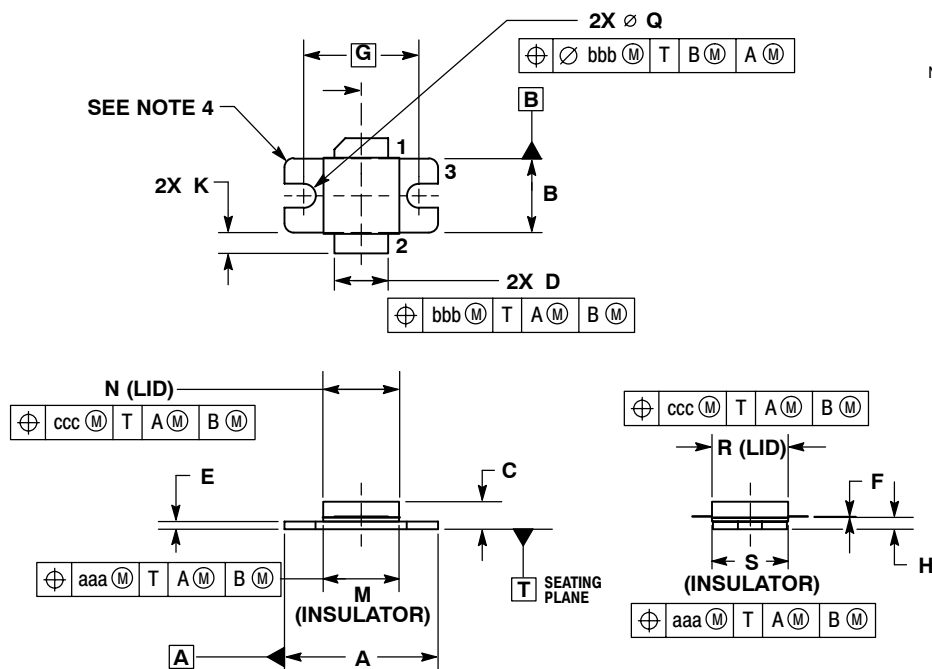 2X ⌀ Q
⌖ ⌀ bbb Ⓜ T B Ⓜ A Ⓜ
N
G
B
SEE NOTE 4
1
3
2X K
B
2
2X D
⌖ bbb Ⓜ T A Ⓜ B Ⓜ
N (LID)
⌖ ccc Ⓜ T A Ⓜ B Ⓜ
⌖ ccc Ⓜ T A Ⓜ B Ⓜ
R (LID)
E
C
F
H
⌖ aaa Ⓜ T A Ⓜ B Ⓜ
M
(INSULATOR)
T SEATING
PLANE
S
(INSULATOR)
⌖ aaa Ⓜ T A Ⓜ B Ⓜ
A
A